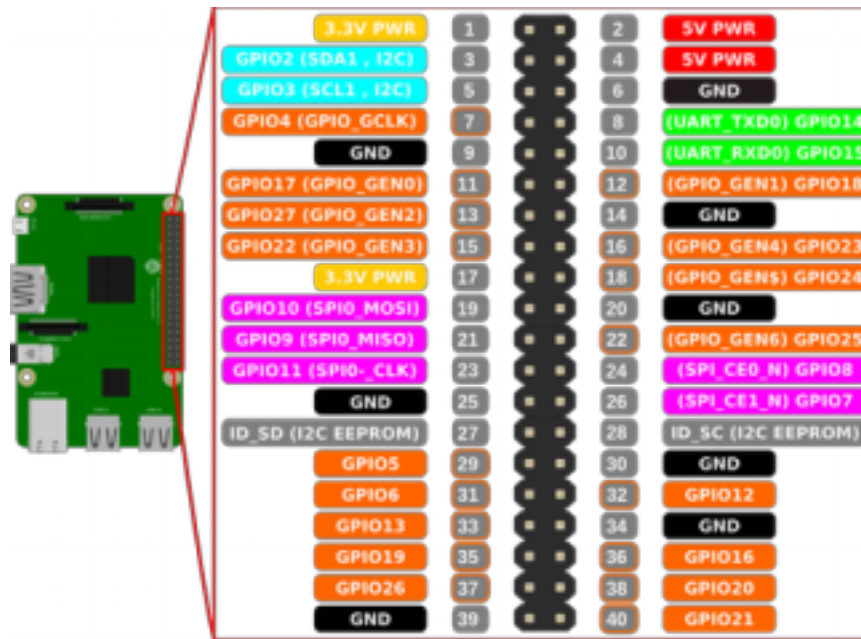 3.3V PWR 1 2 5V PWR
GPIO2 (SDA1 , I2C) 3 4 5V PWR
GPIO3 (SCL1 , I2C) 5 6 GND
GPIO4 (GPIO_GCLK) 7 8 (UART_TXD0) GPIO14
GND 9 10 (UART_RXD0) GPIO15
GPIO17 (GPIO_GEN0) 11 12 (GPIO_GEN1) GPIO18
GPIO27 (GPIO_GEN2) 13 14 GND
GPIO22 (GPIO_GEN3) 15 16 (GPIO_GEN4) GPIO23
3.3V PWR 17 18 (GPIO_GEN$) GPIO24
GPIO10 (SPI0_MOSI) 19 20 GND
GPIO9 (SPI0_MISO) 21 22 (GPIO_GEN6) GPIO25
GPIO11 (SPI0-_CLK) 23 24 (SPI_CE0_N) GPIO8
GND 25 26 (SPI_CE1_N) GPIO7
ID_SD (I2C EEPROM) 27 28 ID_SC (I2C EEPROM)
GPIO5 29 30 GND
GPIO6 31 32 GPIO12
GPIO13 33 34 GND
GPIO19 35 36 GPIO16
GPIO26 37 38 GPIO20
GND 39 40 GPIO21